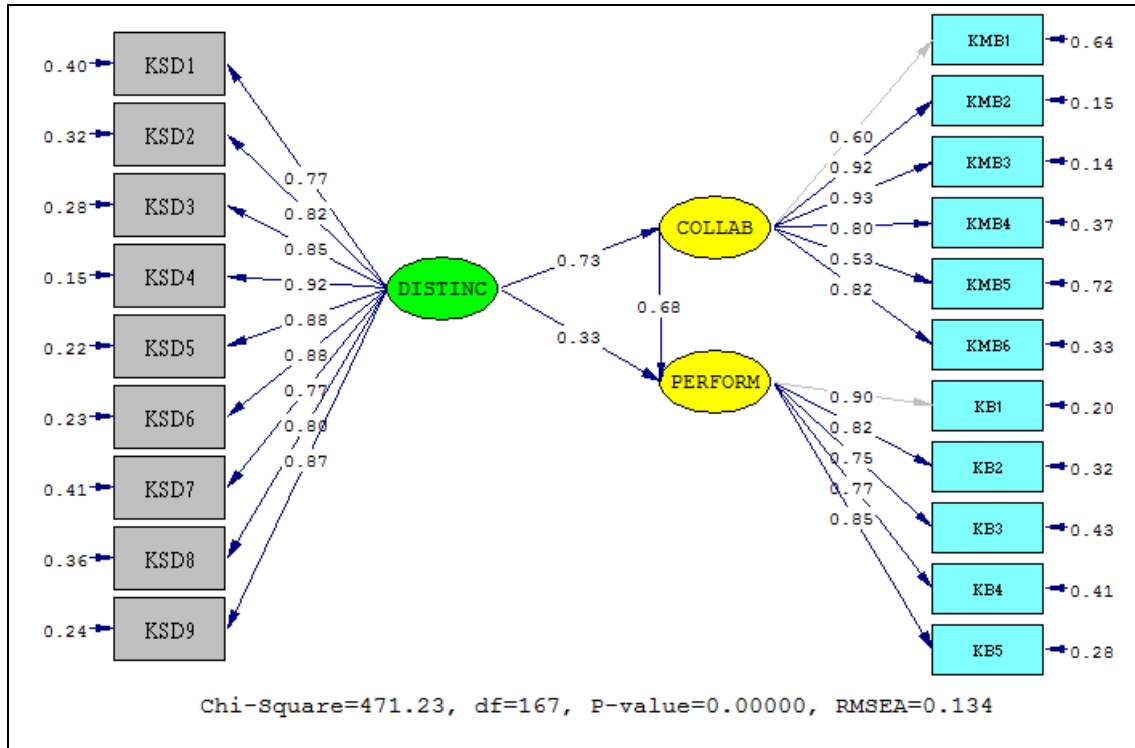 0.40
KSD1
0.32
KSD2
0.28
KSD3
0.15
KSD4
0.22
KSD5
0.23
KSD6
0.41
KSD7
0.36
KSD8
0.24
KSD9
0.77
0.82
0.85
0.92
0.88
0.88
0.77
0.80
0.87
DISTINC
0.73
0.33
COLLAB
0.68
PERFORM
0.60
0.92
0.93
0.80
0.53
0.82
0.90
0.82
0.75
0.77
0.85
KMB1
0.64
KMB2
0.15
KMB3
0.14
KMB4
0.37
KMB5
0.72
KMB6
0.33
KB1
0.20
KB2
0.32
KB3
0.43
KB4
0.41
KB5
0.28
Chi-Square=471.23, df=167, P-value=0.00000, RMSEA=0.134